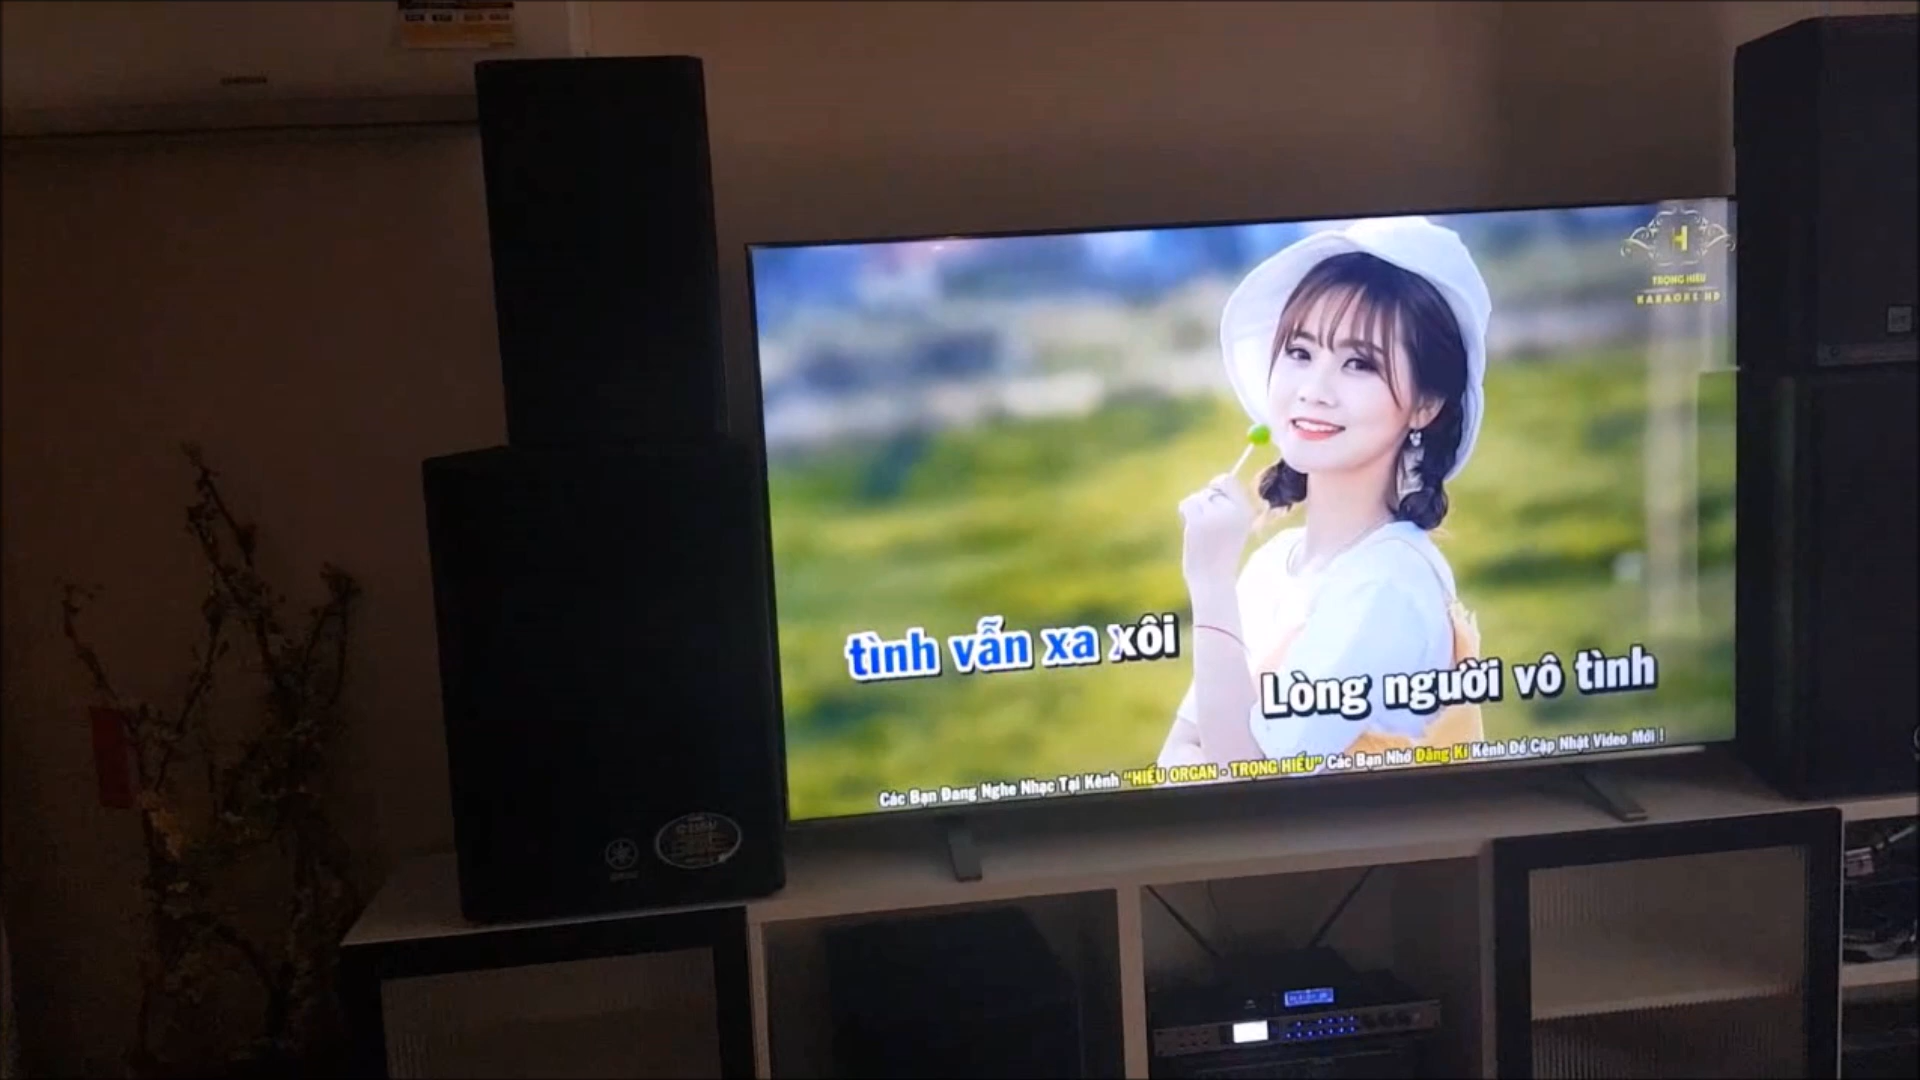 SAMSUNG
H
TRỌNG HIẾU
KARAOKE HD
tình vẫn xa xôi
Lòng người vô tình
Các Bạn Đang Nghe Nhạc Tại Kênh "HIẾU ORGAN - TRỌNG HIẾU" Các Bạn Nhớ Đăng Kí Kênh Để Cập Nhật Video Mới !